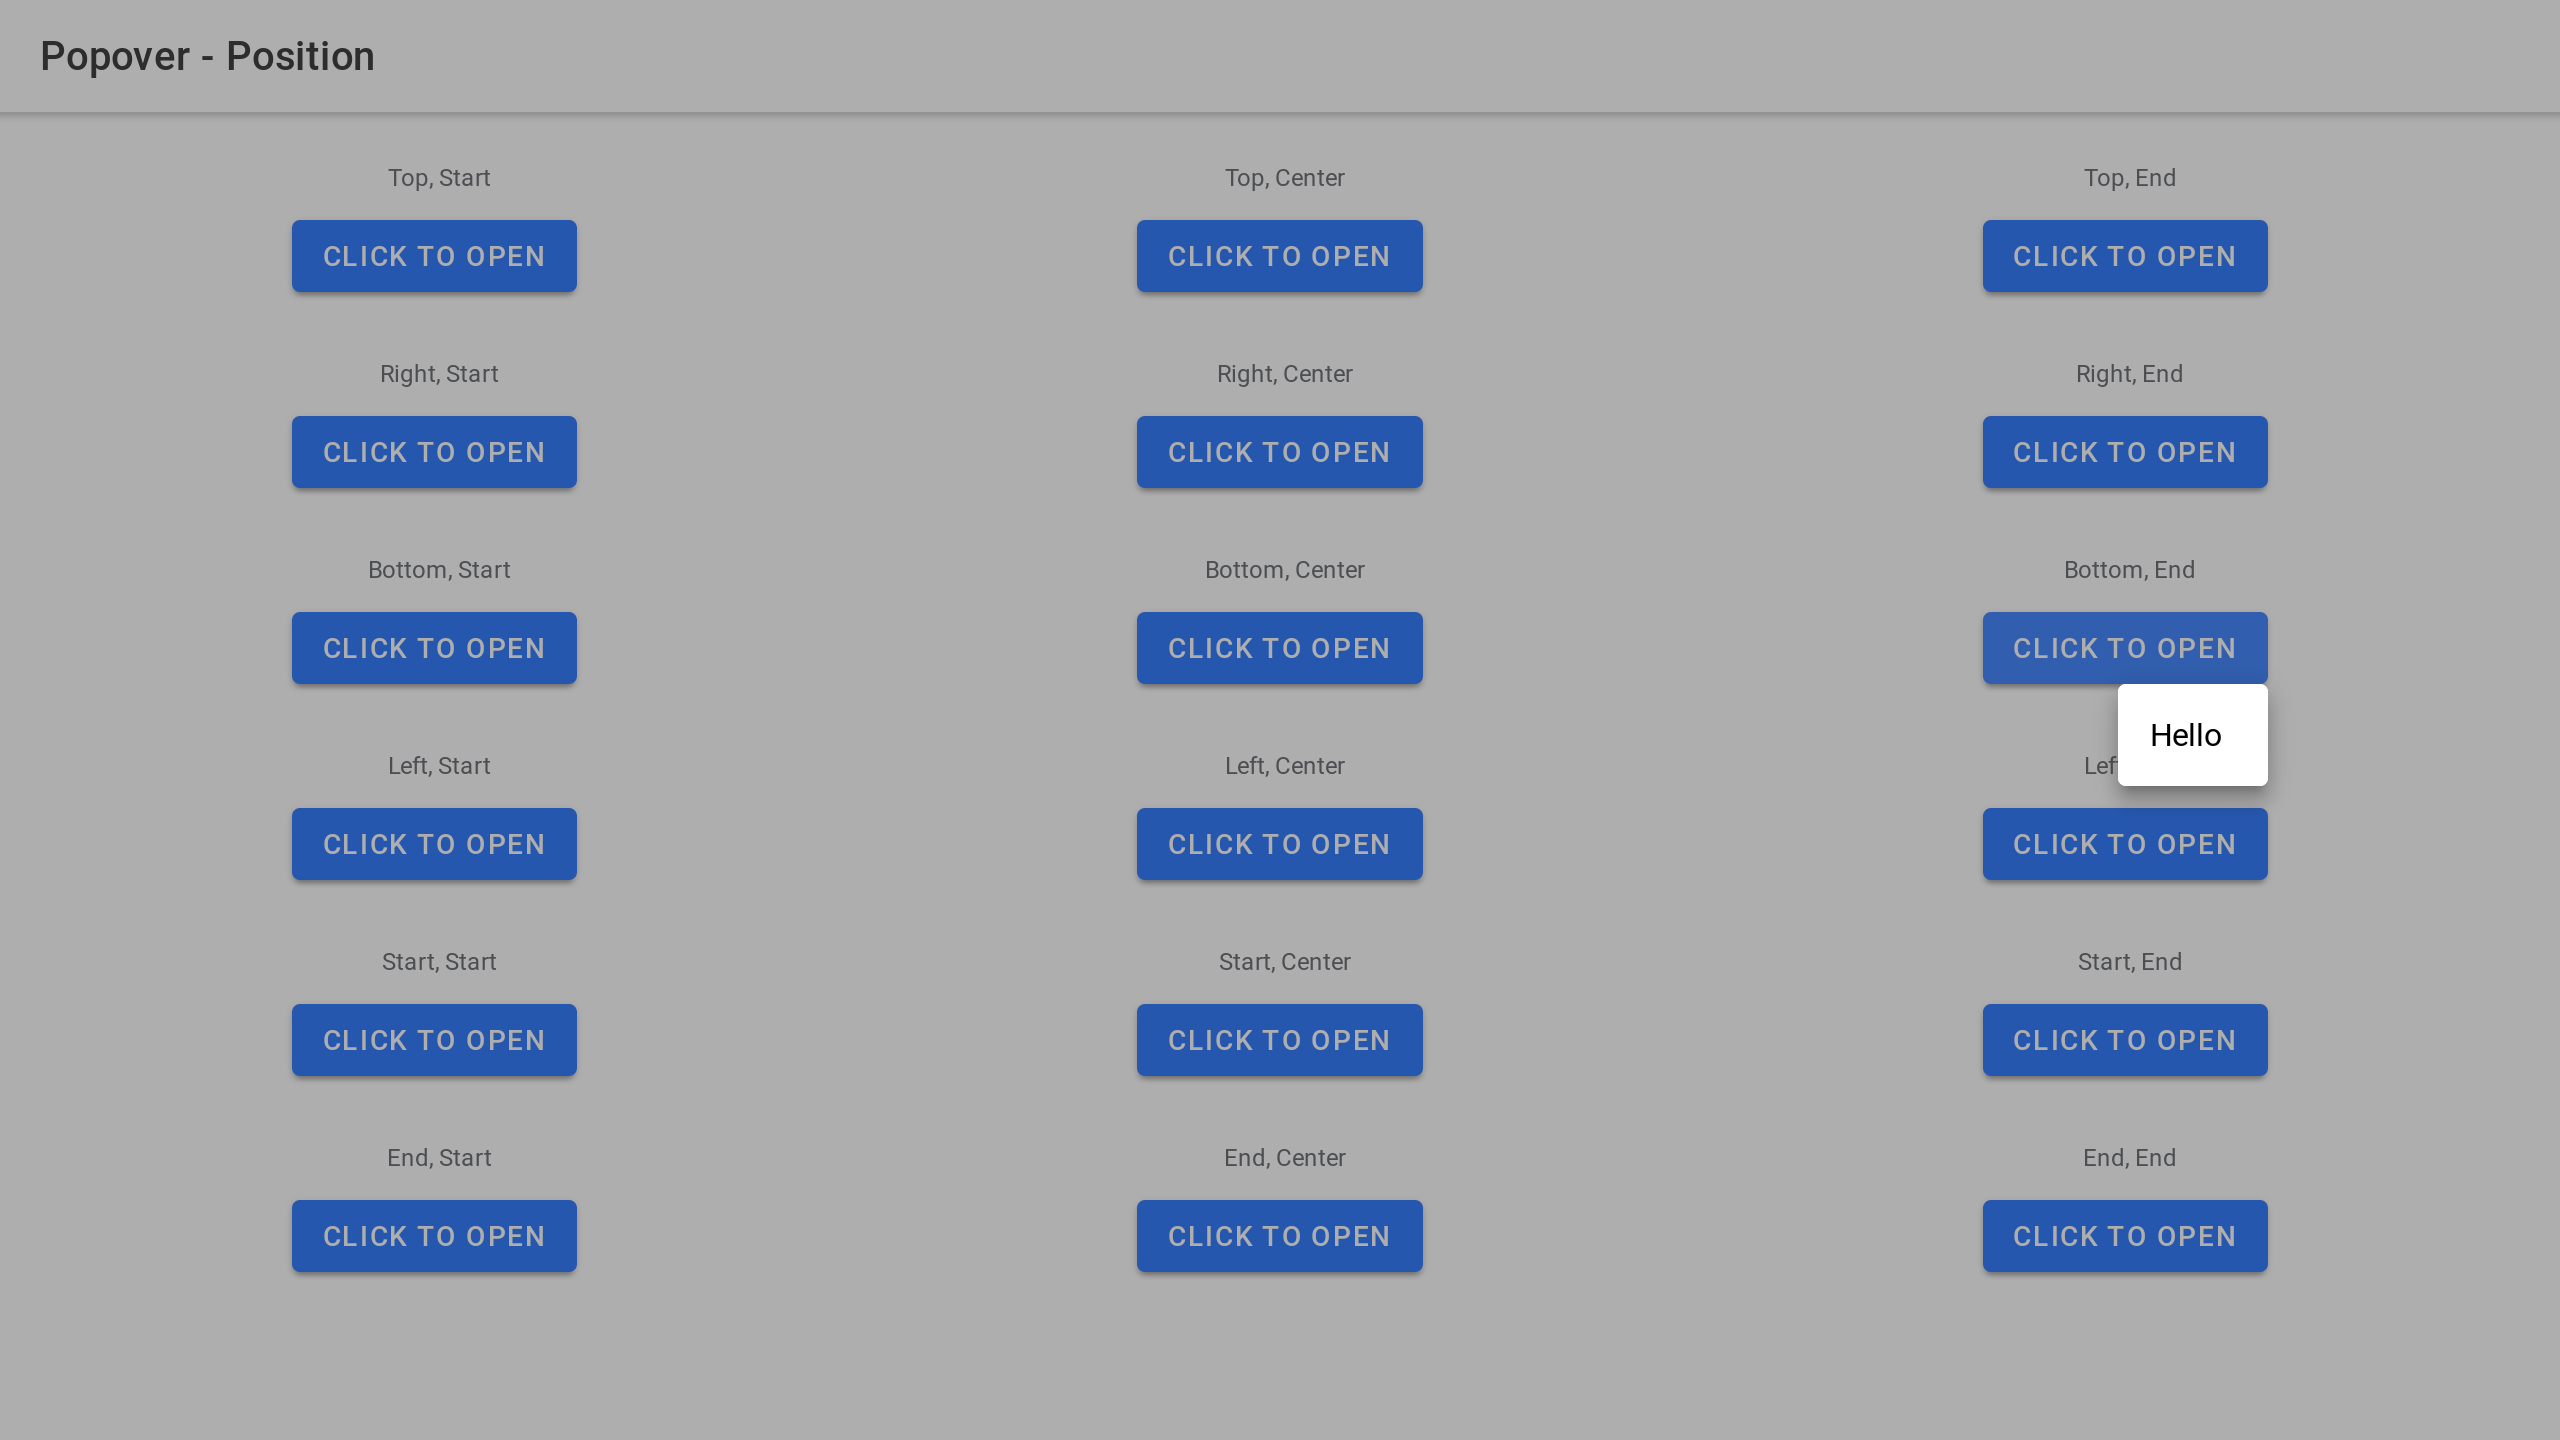 Popover - Position
Top, Start
Top, Center
Top, End
CLICK TO OPEN
CLICK TO OPEN
CLICK TO OPEN
Right, Start
Right, Center
Right, End
CLICK TO OPEN
CLICK TO OPEN
CLICK TO OPEN
Bottom, Start
Bottom, Center
Bottom, End
CLICK TO OPEN
CLICK TO OPEN
CLICK TO OPEN
Hello
Left, Start
Left, Center
CLICK TO OPEN
CLICK TO OPEN
CLICK TO OPEN
Start, Start
Start, Center
Start, End
CLICK TO OPEN
CLICK TO OPEN
CLICK TO OPEN
End, Start
End, Center
End, End
CLICK TO OPEN
CLICK TO OPEN
CLICK TO OPEN